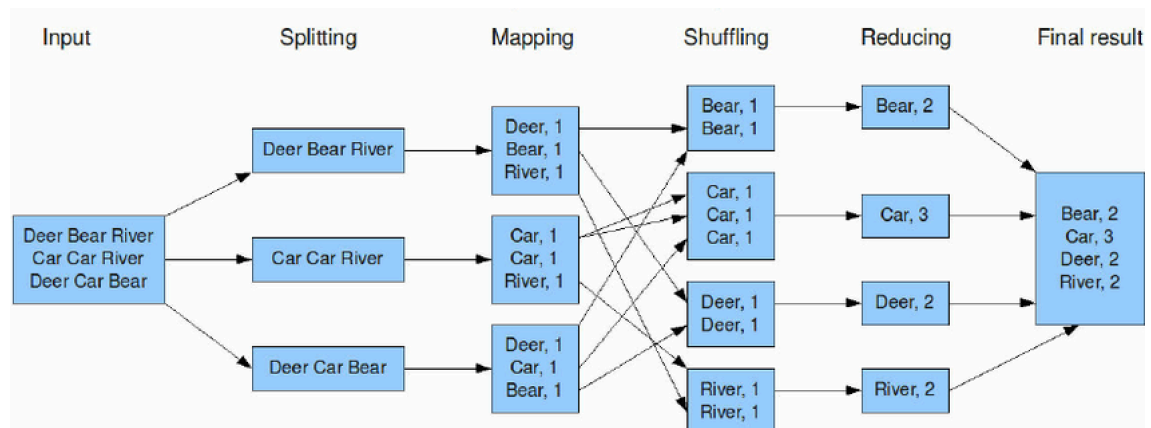 Input
Splitting
Mapping
Shuffling
Reducing
Final result
Deer Bear River
Car Car River
Deer Car Bear
Deer Bear River
Car Car River
Deer Car Bear
Deer, 1
Bear, 1
River, 1
Car, 1
Car, 1
River, 1
Deer, 1
Car, 1
Bear, 1
Bear, 1
Bear, 1
Car, 1
Car, 1
Car, 1
Deer, 1
Deer, 1
River, 1
River, 1
Bear, 2
Car, 3
Deer, 2
River, 2
Bear, 2
Car, 3
Deer, 2
River, 2